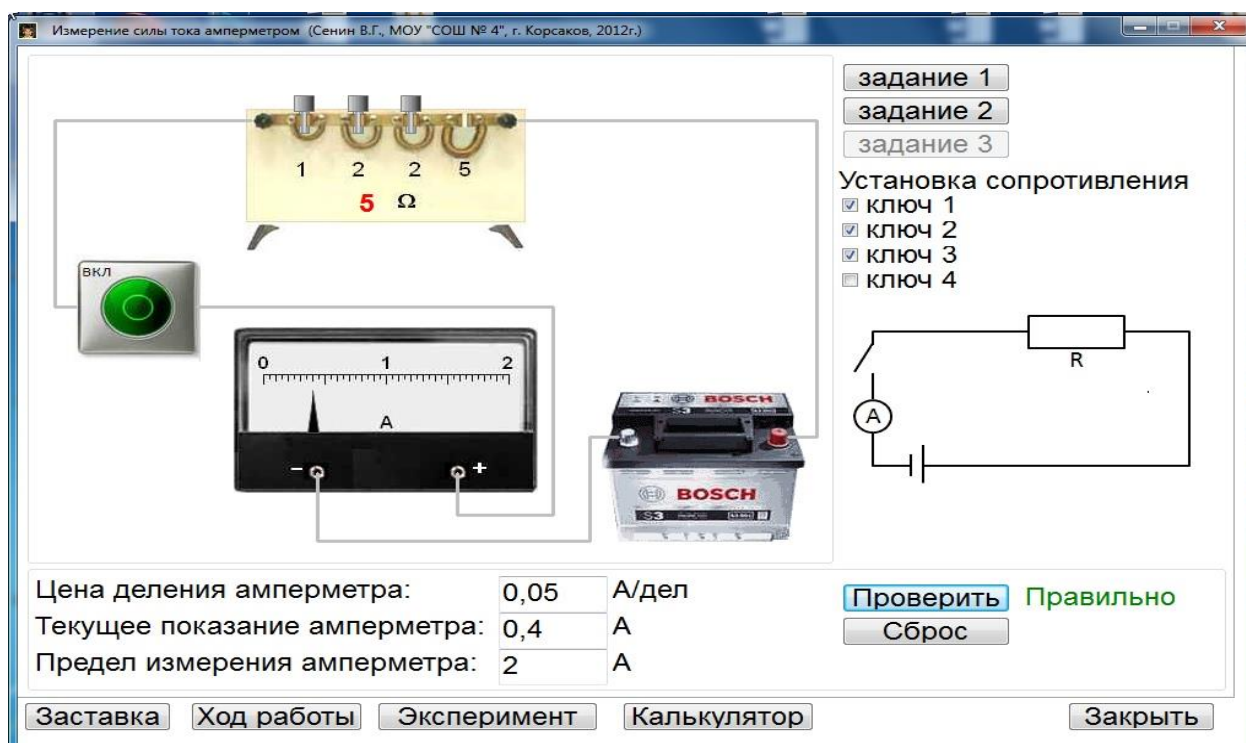 Измерение силы тока амперметром (Сенин В.Г., МОУ "СОШ № 4", г. Корсаков, 2012г.)
задание 1
задание 2
задание 3
1 2 2 5
5 Ω
Установка сопротивления
ключ 1
ключ 2
ключ 3
ключ 4
вкл
0 1 2
A
- +
BOSCH
S3
BOSCH
S3
R
A
Цена деления амперметра: 0,05 А/дел
Текущее показание амперметра: 0,4 А
Предел измерения амперметра: 2 А
Проверить Правильно
Сброс
Заставка Ход работы Эксперимент Калькулятор Закрыть